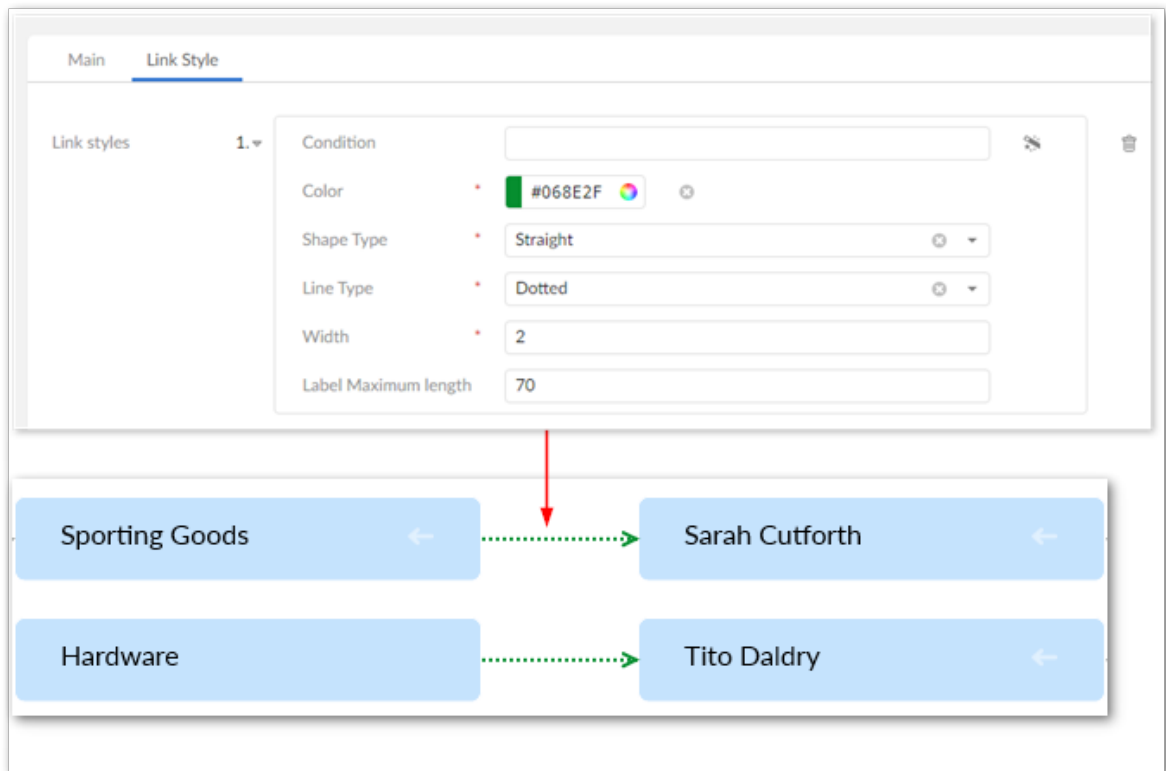 Main Link Style
Link styles 1. Condition
Color * #068E2F
Shape Type * Straight
Line Type * Dotted
Width * 2
Label Maximum length 70
Sporting Goods Sarah Cutforth
Hardware Tito Daldry